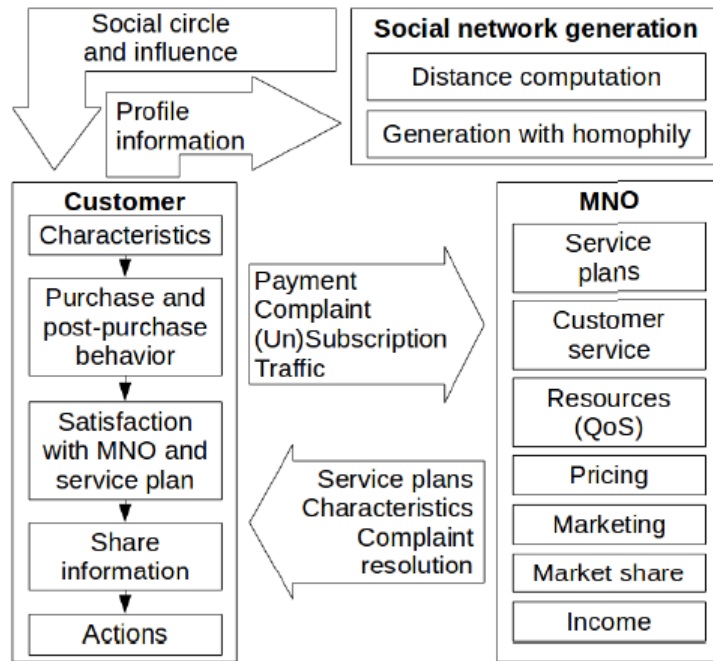 Social circle
and influence
Profile
information
Social network generation
Distance computation
Generation with homophily
Customer
Characteristics
Purchase and
post-purchase
behavior
Satisfaction
with MNO and
service plan
Share
information
Actions
Payment
Complaint
(Un)Subscription
Traffic
Service plans
Characteristics
Complaint
resolution
MNO
Service
plans
Customer
service
Resources
(QoS)
Pricing
Marketing
Market share
Income